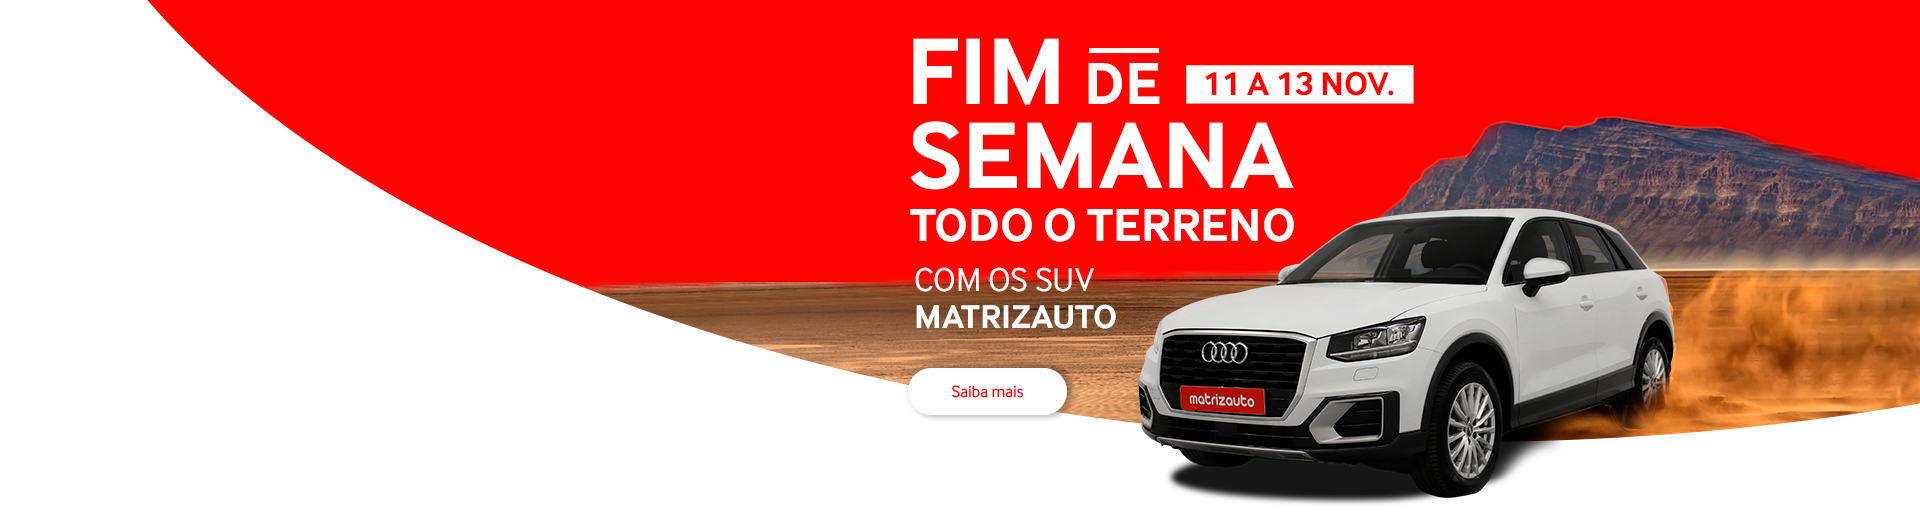 FIM DE 11 A 13 NOV.
SEMANA
TODO O TERRENO
COM OS SUV
MATRIZAUTO
Saiba mais
matrizauto